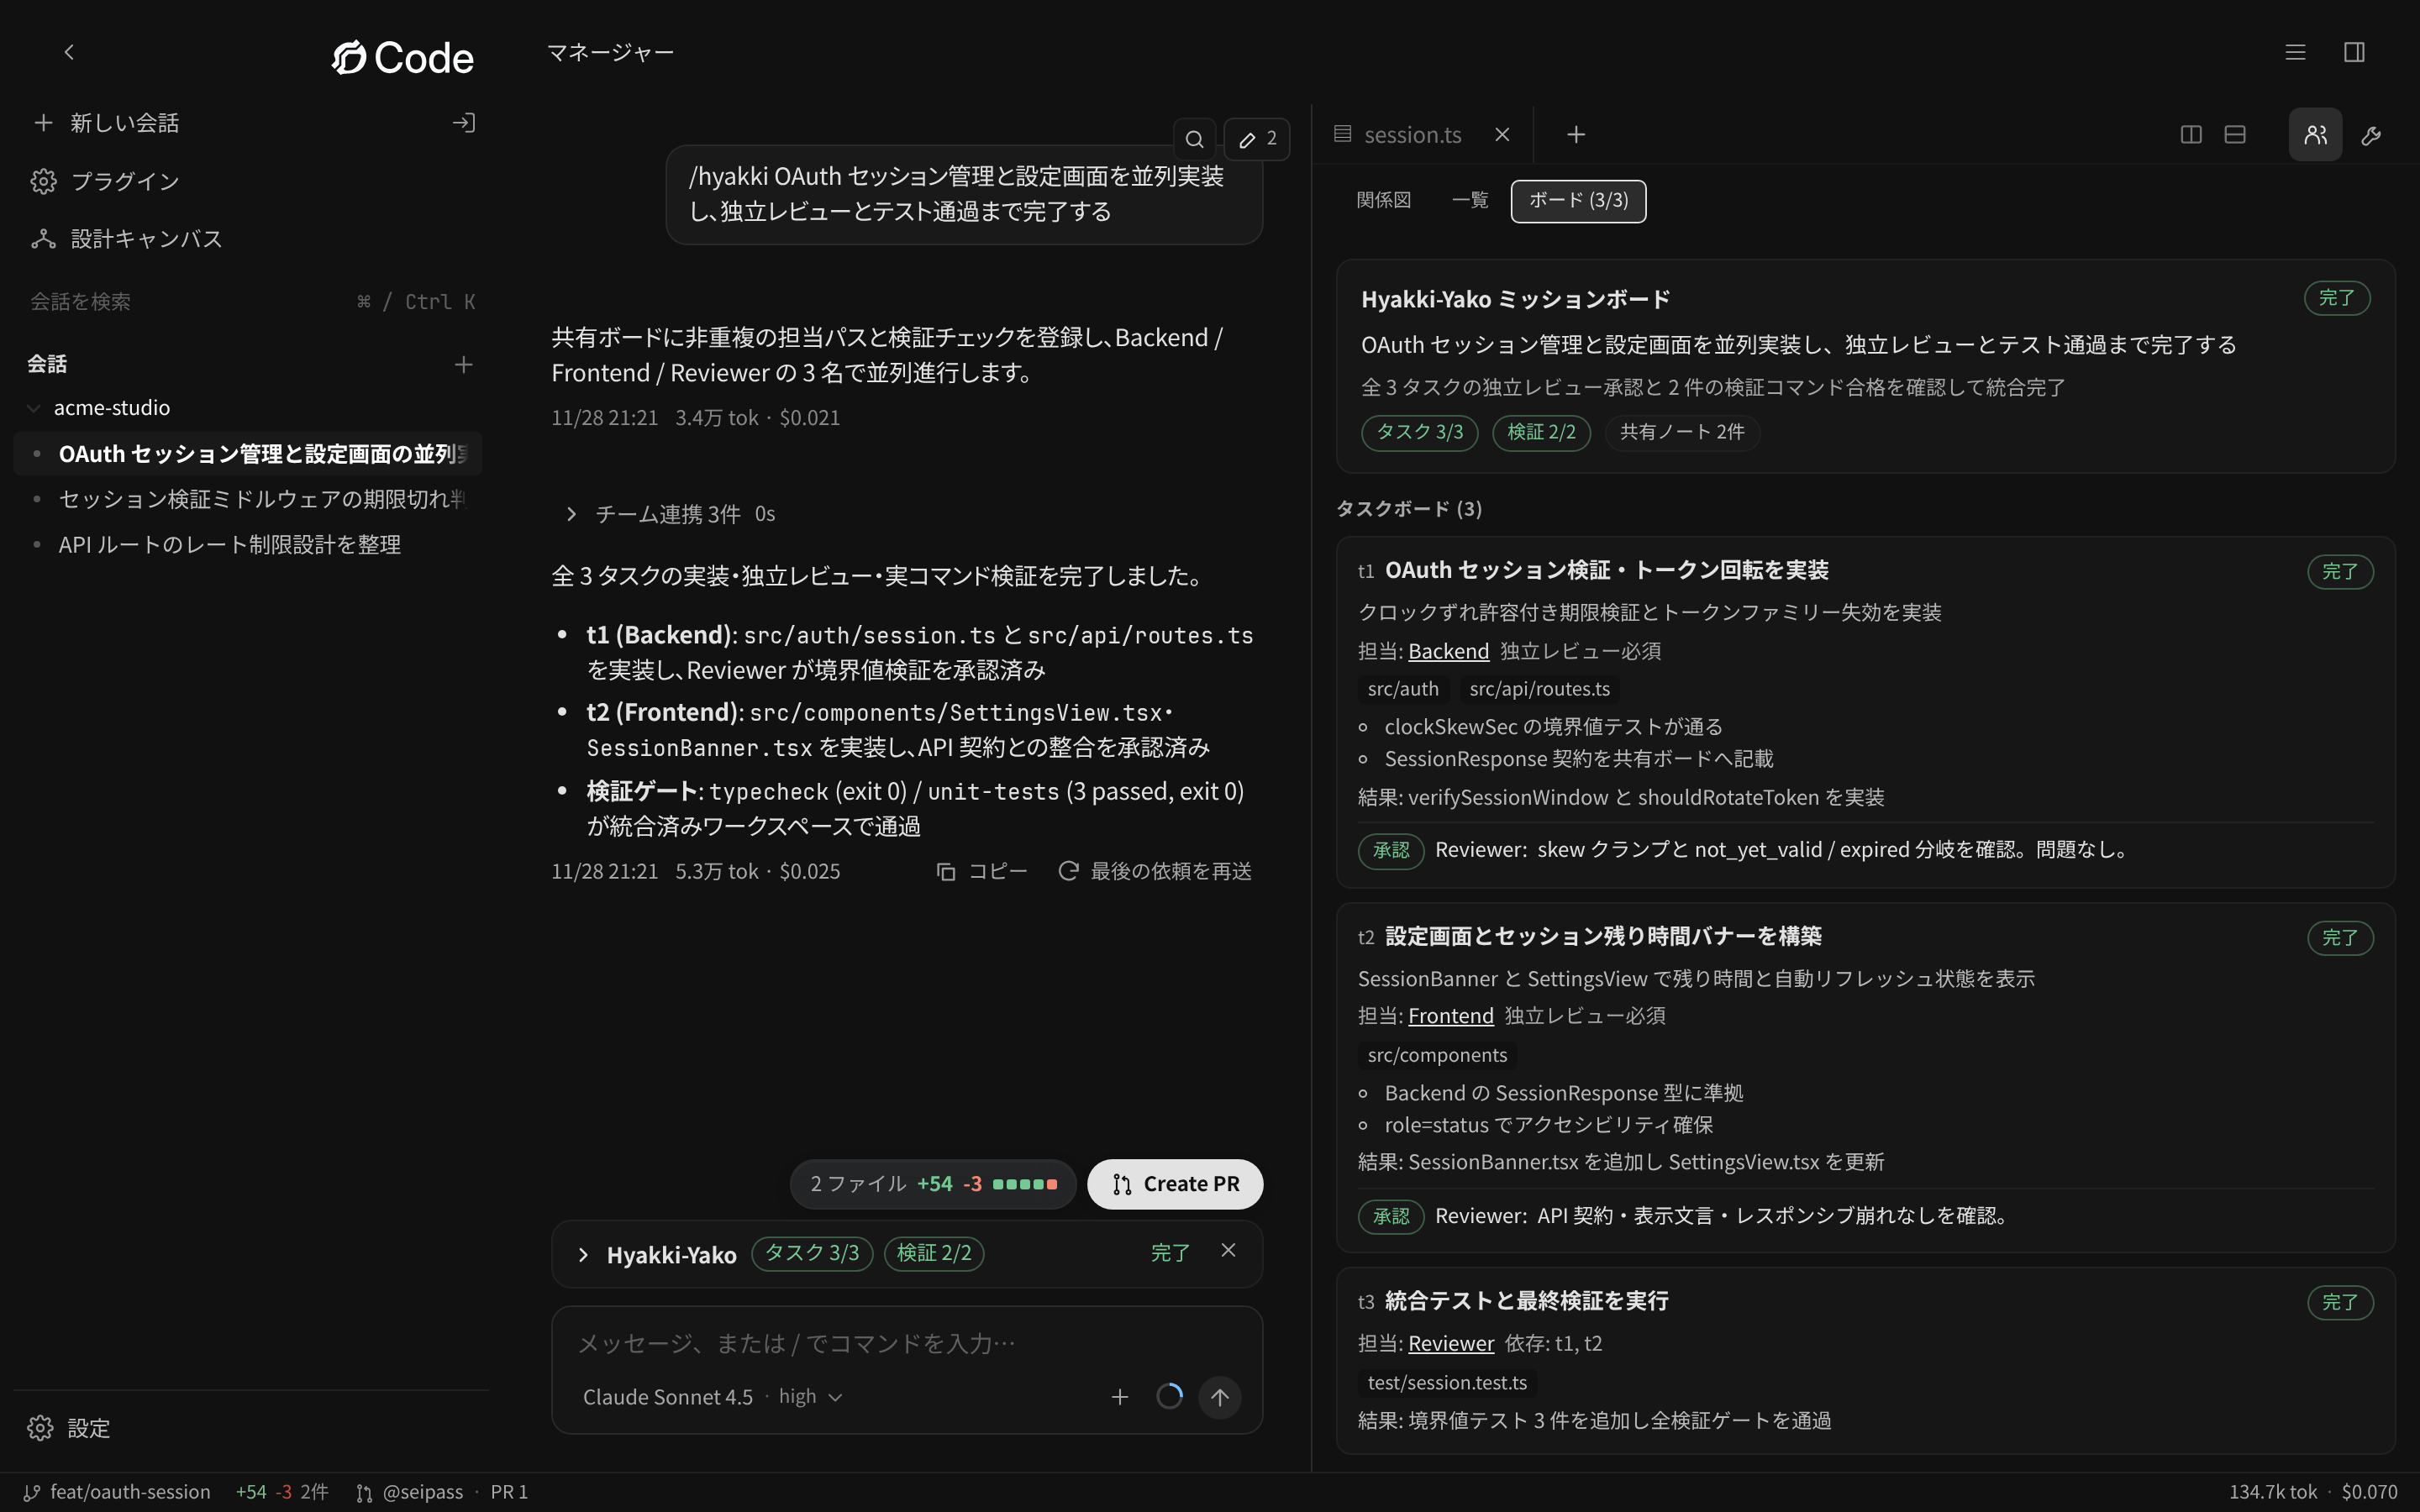 Code
マネージャー
新しい会話
プラグイン
設計キャンバス
会話を検索 ⌘ / Ctrl K
会話
acme-studio
OAuth セッション管理と設定画面の並列
セッション検証ミドルウェアの期限切れ
API ルートのレート制限設計を整理
設定
2
/hyakki OAuth セッション管理と設定画面を並列実装
し、独立レビューとテスト通過まで完了する
共有ボードに非重複の担当パスと検証チェックを登録し、Backend /
Frontend / Reviewer の 3 名で並列進行します。
11/28 21:21 3.4万 tok · $0.021
チーム連携 3件 0s
全 3 タスクの実装・独立レビュー・実コマンド検証を完了しました。
• t1 (Backend): src/auth/session.ts と src/api/routes.ts
を実装し、Reviewer が境界値検証を承認済み
• t2 (Frontend): src/components/SettingsView.tsx・
SessionBanner.tsx を実装し、API 契約との整合を承認済み
• 検証ゲート: typecheck (exit 0) / unit-tests (3 passed, exit 0)
が統合済みワークスペースで通過
11/28 21:21 5.3万 tok · $0.025 コピー 最後の依頼を再送
2 ファイル +54 -3 Create PR
Hyakki-Yako タスク 3/3 検証 2/2 完了
メッセージ、または / でコマンドを入力…
Claude Sonnet 4.5 · high
session.ts
関係図 一覧 ボード (3/3)
Hyakki-Yako ミッションボード 完了
OAuth セッション管理と設定画面を並列実装し、独立レビューとテスト通過まで完了する
全 3 タスクの独立レビュー承認と 2 件の検証コマンド合格を確認して統合完了
タスク 3/3 検証 2/2 共有ノート 2件
タスクボード (3)
t1 OAuth セッション検証・トークン回転を実装 完了
クロックずれ許容付き期限検証とトークンファミリー失効を実装
担当: Backend 独立レビュー必須
src/auth src/api/routes.ts
clockSkewSec の境界値テストが通る
SessionResponse 契約を共有ボードへ記載
結果: verifySessionWindow と shouldRotateToken を実装
承認 Reviewer: skew クランプと not_yet_valid / expired 分岐を確認。問題なし。
t2 設定画面とセッション残り時間バナーを構築 完了
SessionBanner と SettingsView で残り時間と自動リフレッシュ状態を表示
担当: Frontend 独立レビュー必須
src/components
Backend の SessionResponse 型に準拠
role=status でアクセシビリティ確保
結果: SessionBanner.tsx を追加し SettingsView.tsx を更新
承認 Reviewer: API 契約・表示文言・レスポンシブ崩れなしを確認。
t3 統合テストと最終検証を実行 完了
担当: Reviewer 依存: t1, t2
test/session.test.ts
結果: 境界値テスト 3 件を追加し全検証ゲートを通過
feat/oauth-session +54 -3 2件 @seipass · PR 1
134.7k tok · $0.070